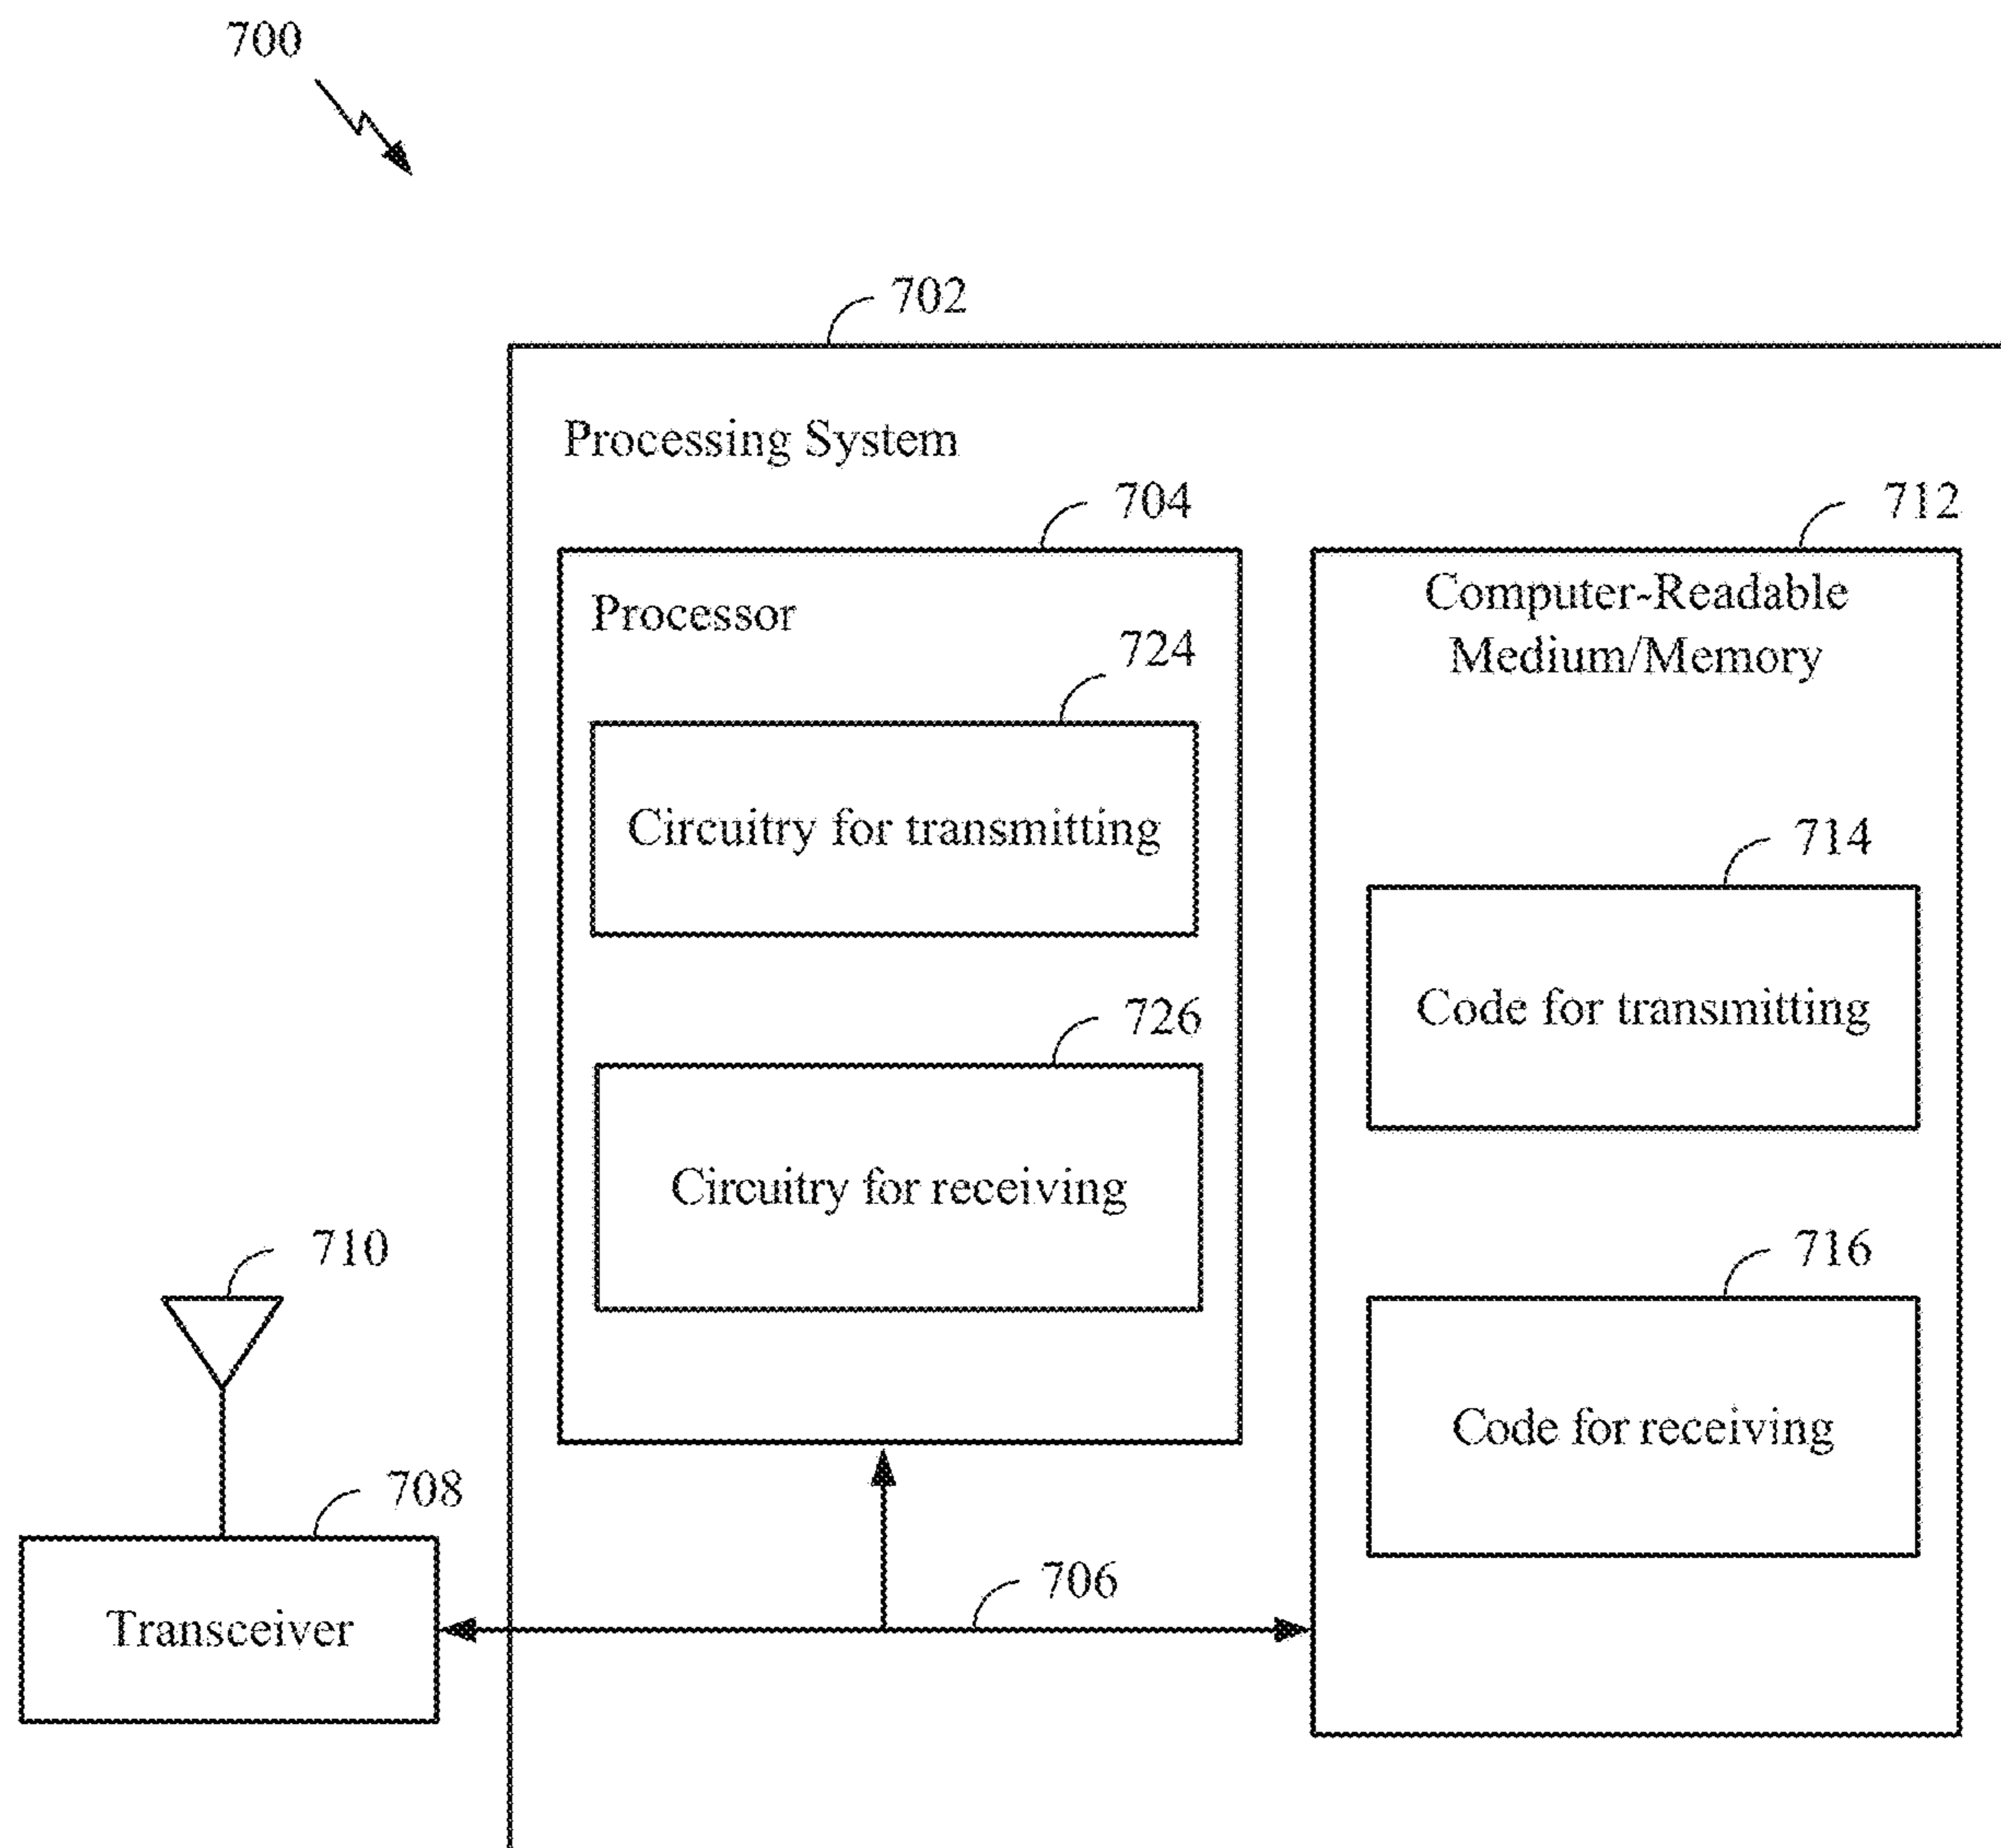 700
702
Processing System
704
712
Processor
Computer-Readable
Medium/Memory
724
Circuitry for transmitting
714
Code for transmitting
726
Circuitry for receiving
716
Code for receiving
710
708
Transceiver
706